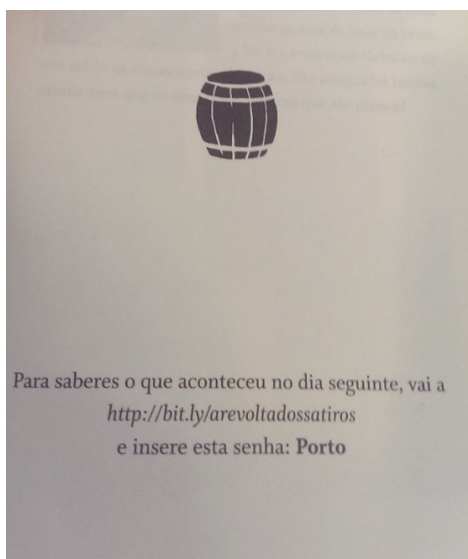 Para saberes o que aconteceu no dia seguinte, vai a
http://bit.ly/arevoltadossatiros
e insere esta senha: Porto